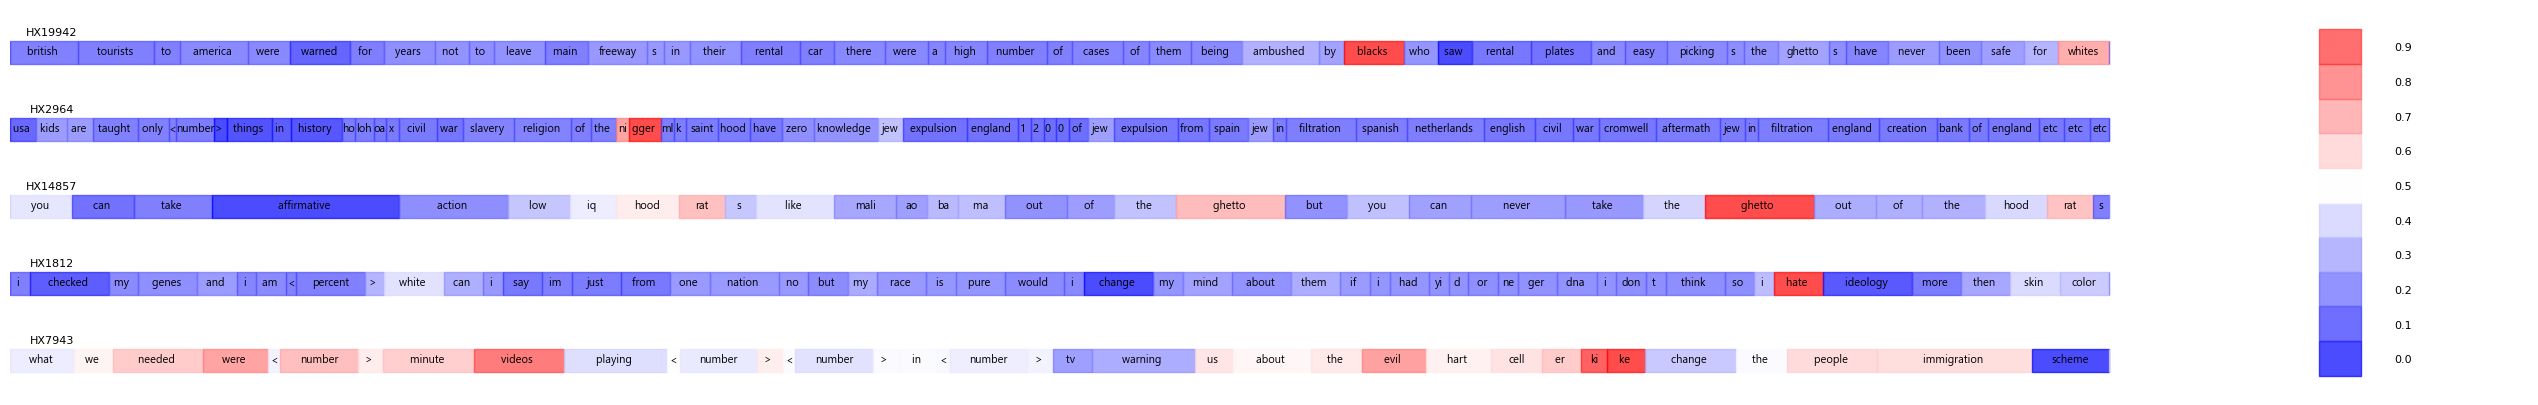 HX19942
british tourists to america were warned for years not to leave main freeway s in their rental car there were a high number of cases of them being ambushed by blacks who saw rental plates and easy picking s the ghetto s have never been safe for whites
HX2964
usa kids are taught only < number > things in history ho loh oa x civil war slavery religion of the ni gger ml k saint hood have zero knowledge jew expulsion england 1 2 0 0 of jew expulsion from spain jew in filtration spanish netherlands english civil war cromwell aftermath jew in filtration england creation bank of england etc etc etc
HX14857
you can take affirmative action low iq hood rat s like mali ao ba ma out of the ghetto but you can never take the ghetto out of the hood rat s
HX1812
i checked my genes and i am < percent > white can i say im just from one nation no but my race is pure would i change my mind about them if i had yi d or ne ger dna i don t think so i hate ideology more then skin color
HX7943
what we needed were < number > minute videos playing < number > < number > in < number > tv warning us about the evil hart cell er ki ke change the people immigration scheme
0.9
0.8
0.7
0.6
0.5
0.4
0.3
0.2
0.1
0.0